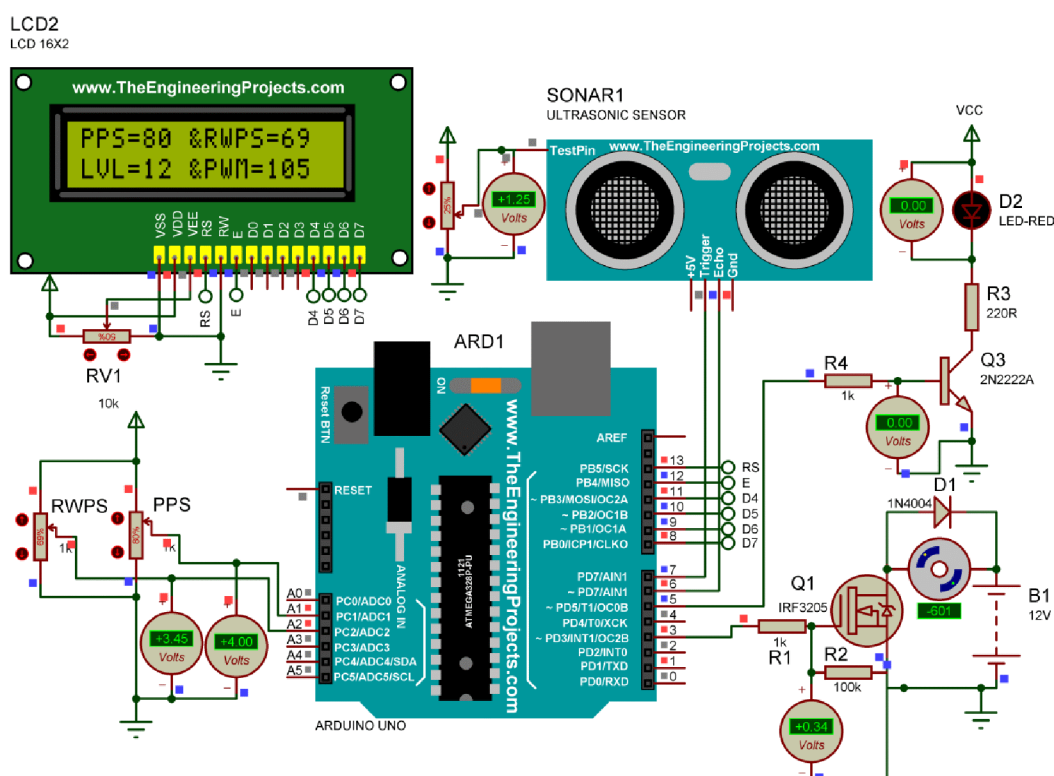 LCD2
LCD 16X2
www.TheEngineeringProjects.com
PPS=80 &RWPS=69
LVL=12 &PWM=105
VSS
VDD
VEE
RS
RW
E
D0
D1
D2
D3
D4
D5
D6
D7
RS
E
D4
D5
D6
D7
50%
RV1
10k
SONAR1
ULTRASONIC SENSOR
TestPin
www.TheEngineeringProjects.com
25%
+1.25
Volts
+5V
Trigger
Echo
Gnd
VCC
0.00
Volts
D2
LED-RED
R3
220R
Q3
2N2222A
R4
1k
0.00
Volts
D1
1N4004
Q1
IRF3205
-601
B1
12V
1k
R1
R2
100k
+0.34
Volts
RWPS
69%
1k
PPS
80%
1k
+3.45
Volts
+4.00
Volts
ARD1
Reset BTN
ON
www.TheEngineeringProjects.com
1121
ATMEGA328P-PU
ANALOG IN
RESET
A0
PC0/ADC0
A1
PC1/ADC1
A2
PC2/ADC2
A3
PC3/ADC3
A4
PC4/ADC4/SDA
A5
PC5/ADC5/SCL
AREF
PB5/SCK
13
RS
PB4/MISO
12
E
~ PB3/MOSI/OC2A
11
D4
~ PB2/OC1B
10
D5
~ PB1/OC1A
9
D6
PB0/ICP1/CLKO
8
D7
PD7/AIN1
7
~ PD7/AIN1
6
~ PD5/T1/OC0B
5
PD4/T0/XCK
4
~ PD3/INT1/OC2B
3
PD2/INT0
2
PD1/TXD
1
PD0/RXD
0
ARDUINO UNO